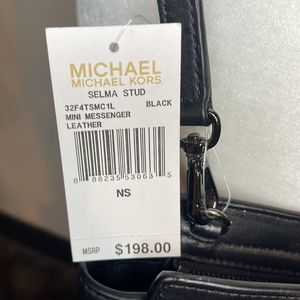 MICHAEL
MICHAEL KORS
SELMA STUD
32F4TSMC1L BLACK
MINI MESSENGER
LEATHER
8 88235 53063 5
NS
MSRP $198.00